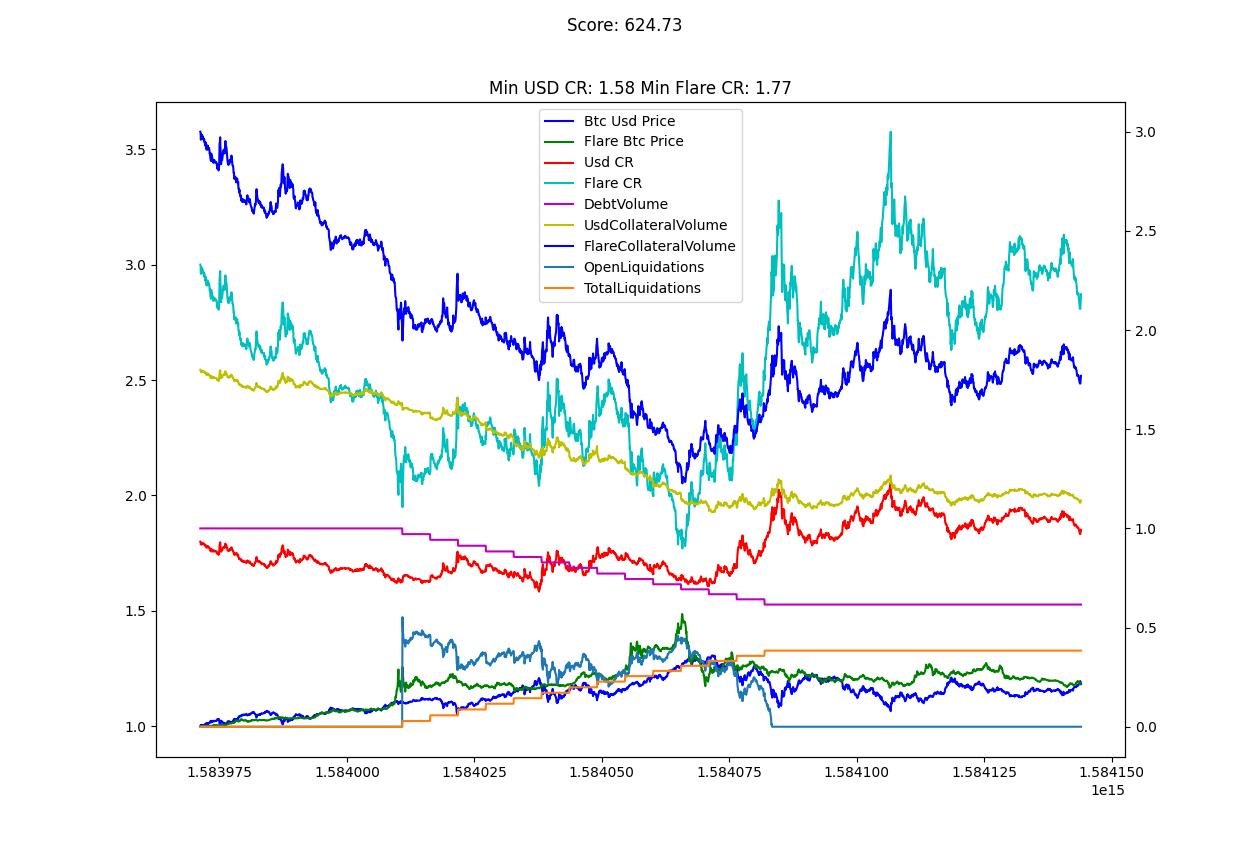 Score: 624.73
Min USD CR: 1.58 Min Flare CR: 1.77
Btc Usd Price
Flare Btc Price
Usd CR
Flare CR
DebtVolume
UsdCollateralVolume
FlareCollateralVolume
OpenLiquidations
TotalLiquidations
3.5
3.0
2.5
2.0
1.5
1.0
3.0
2.5
2.0
1.5
1.0
0.5
0.0
1.583975 1.584000 1.584025 1.584050 1.584075 1.584100 1.584125 1.584150
1e15